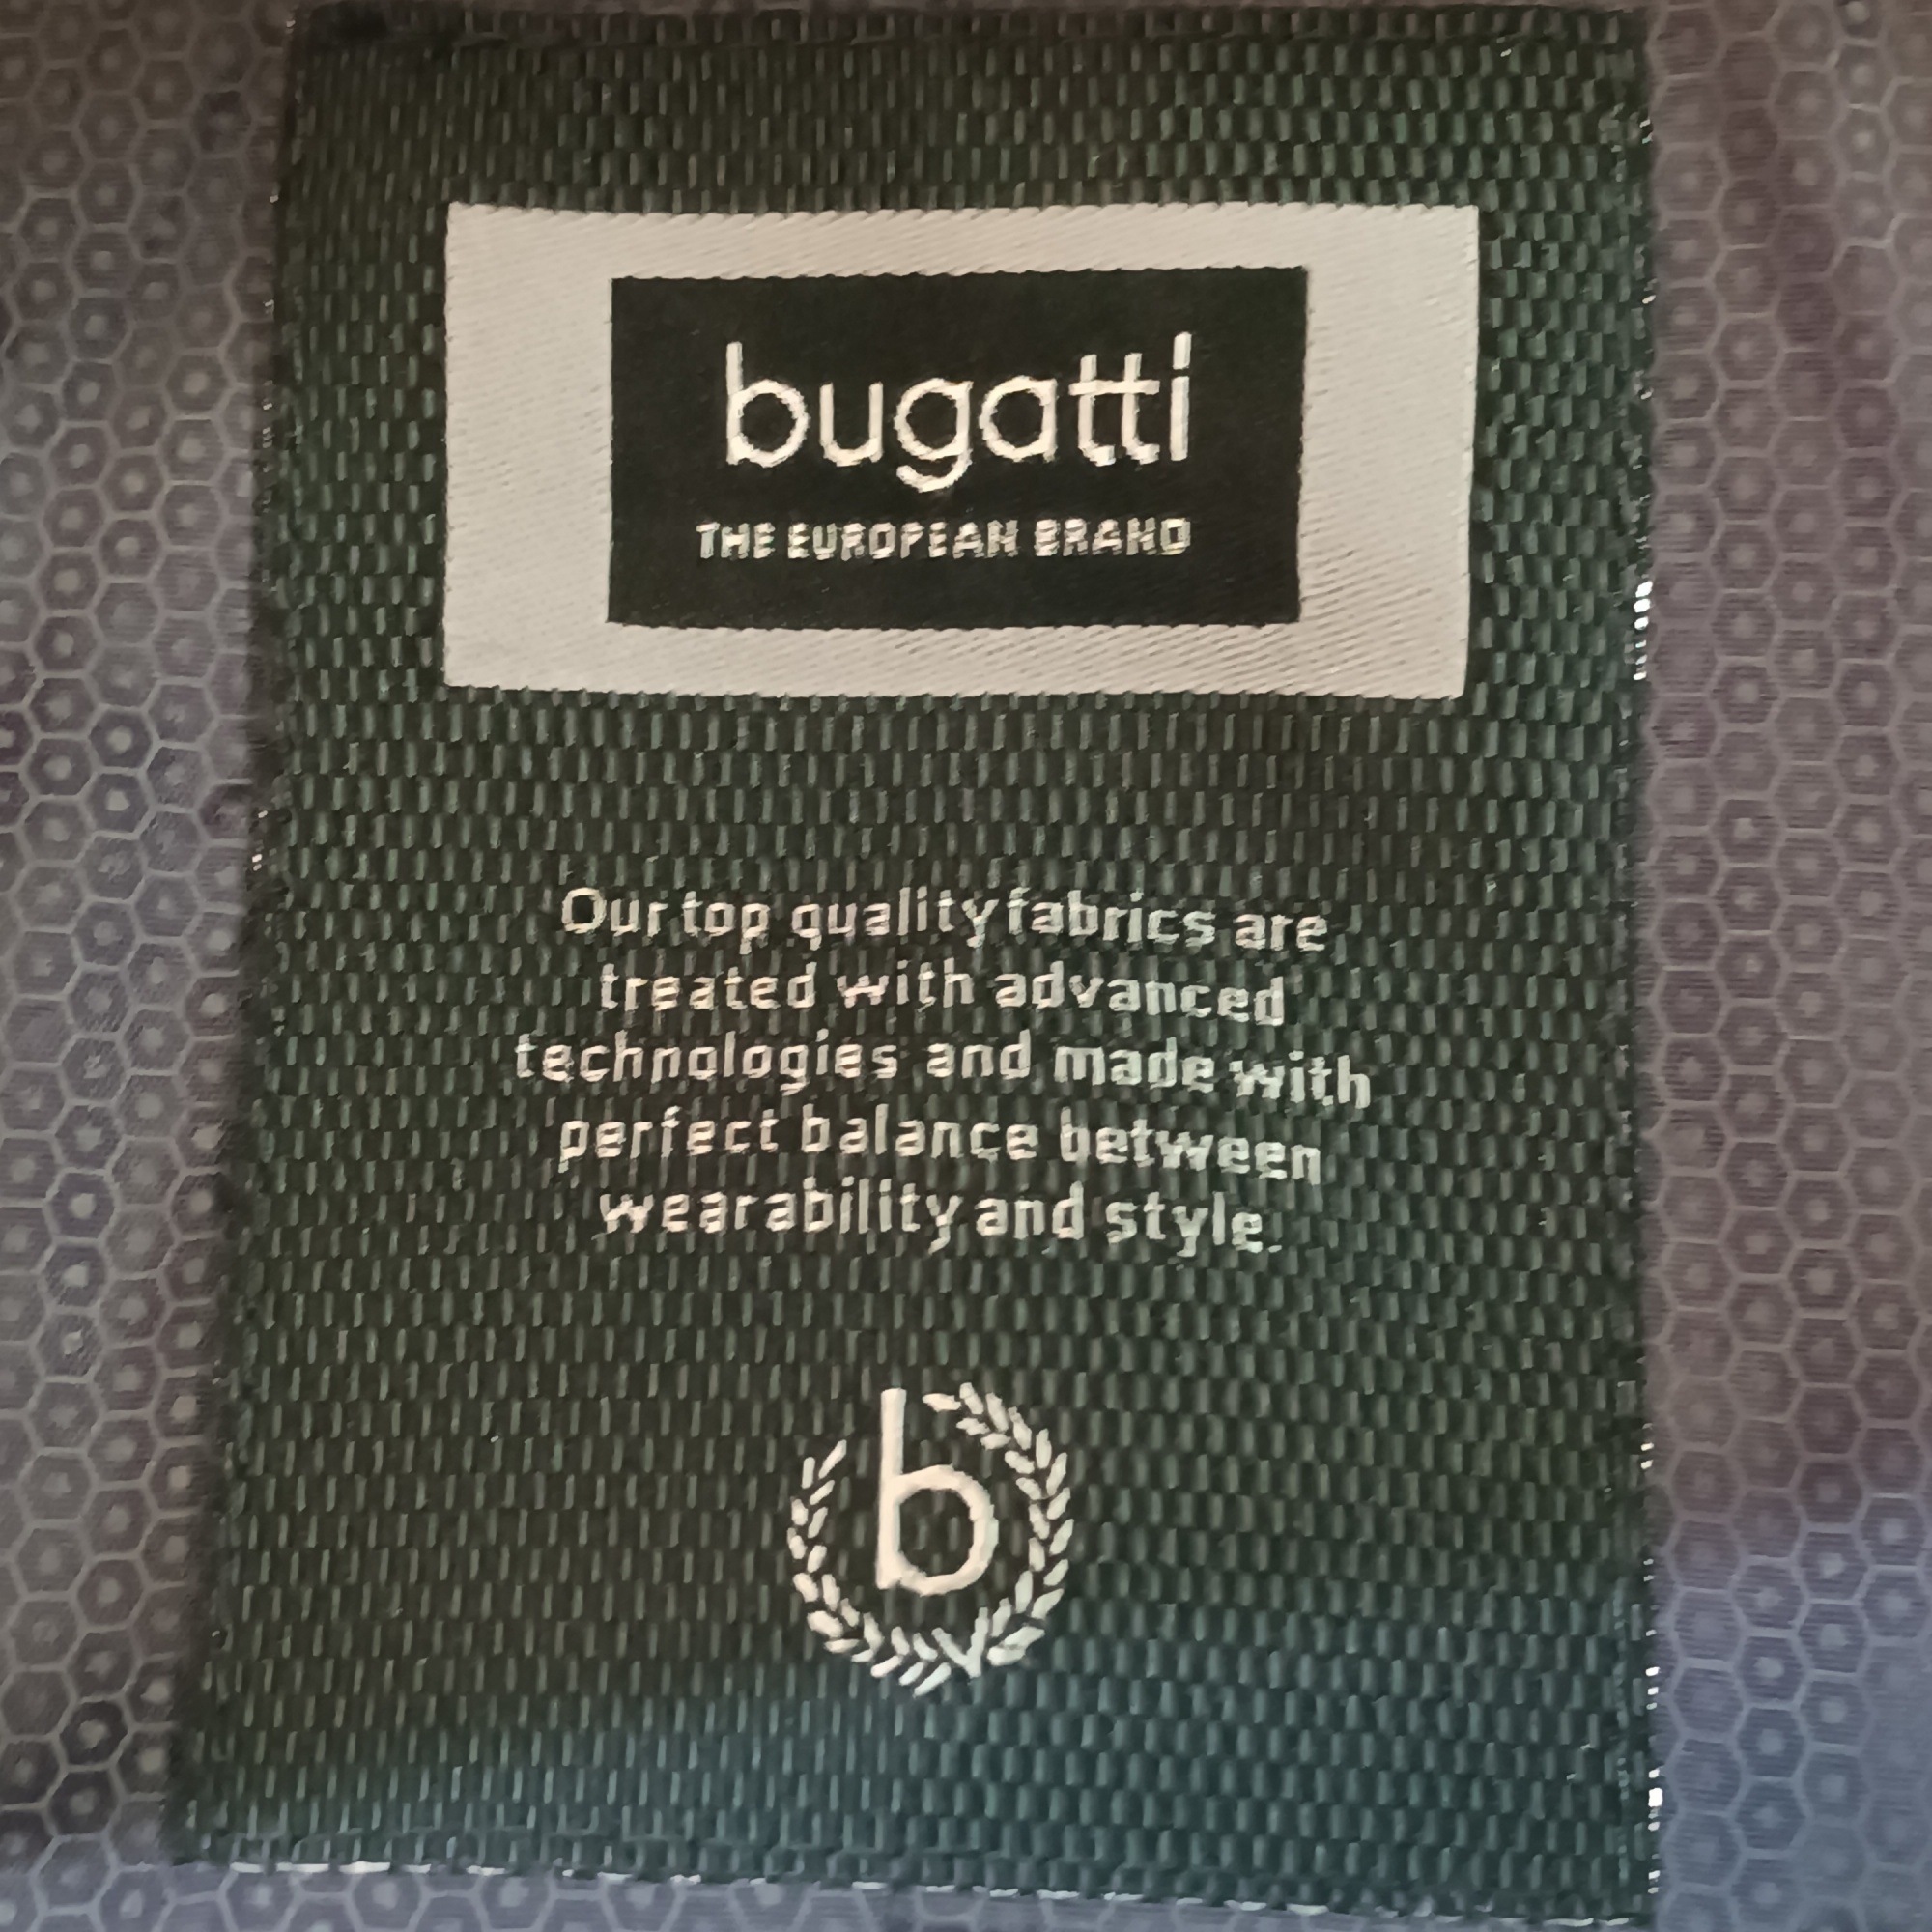 bugatti
THE EUROPEAN BRAND
Our top quality fabrics are
treated with advanced
technologies and made with
perfect balance between
wearability and style.
b